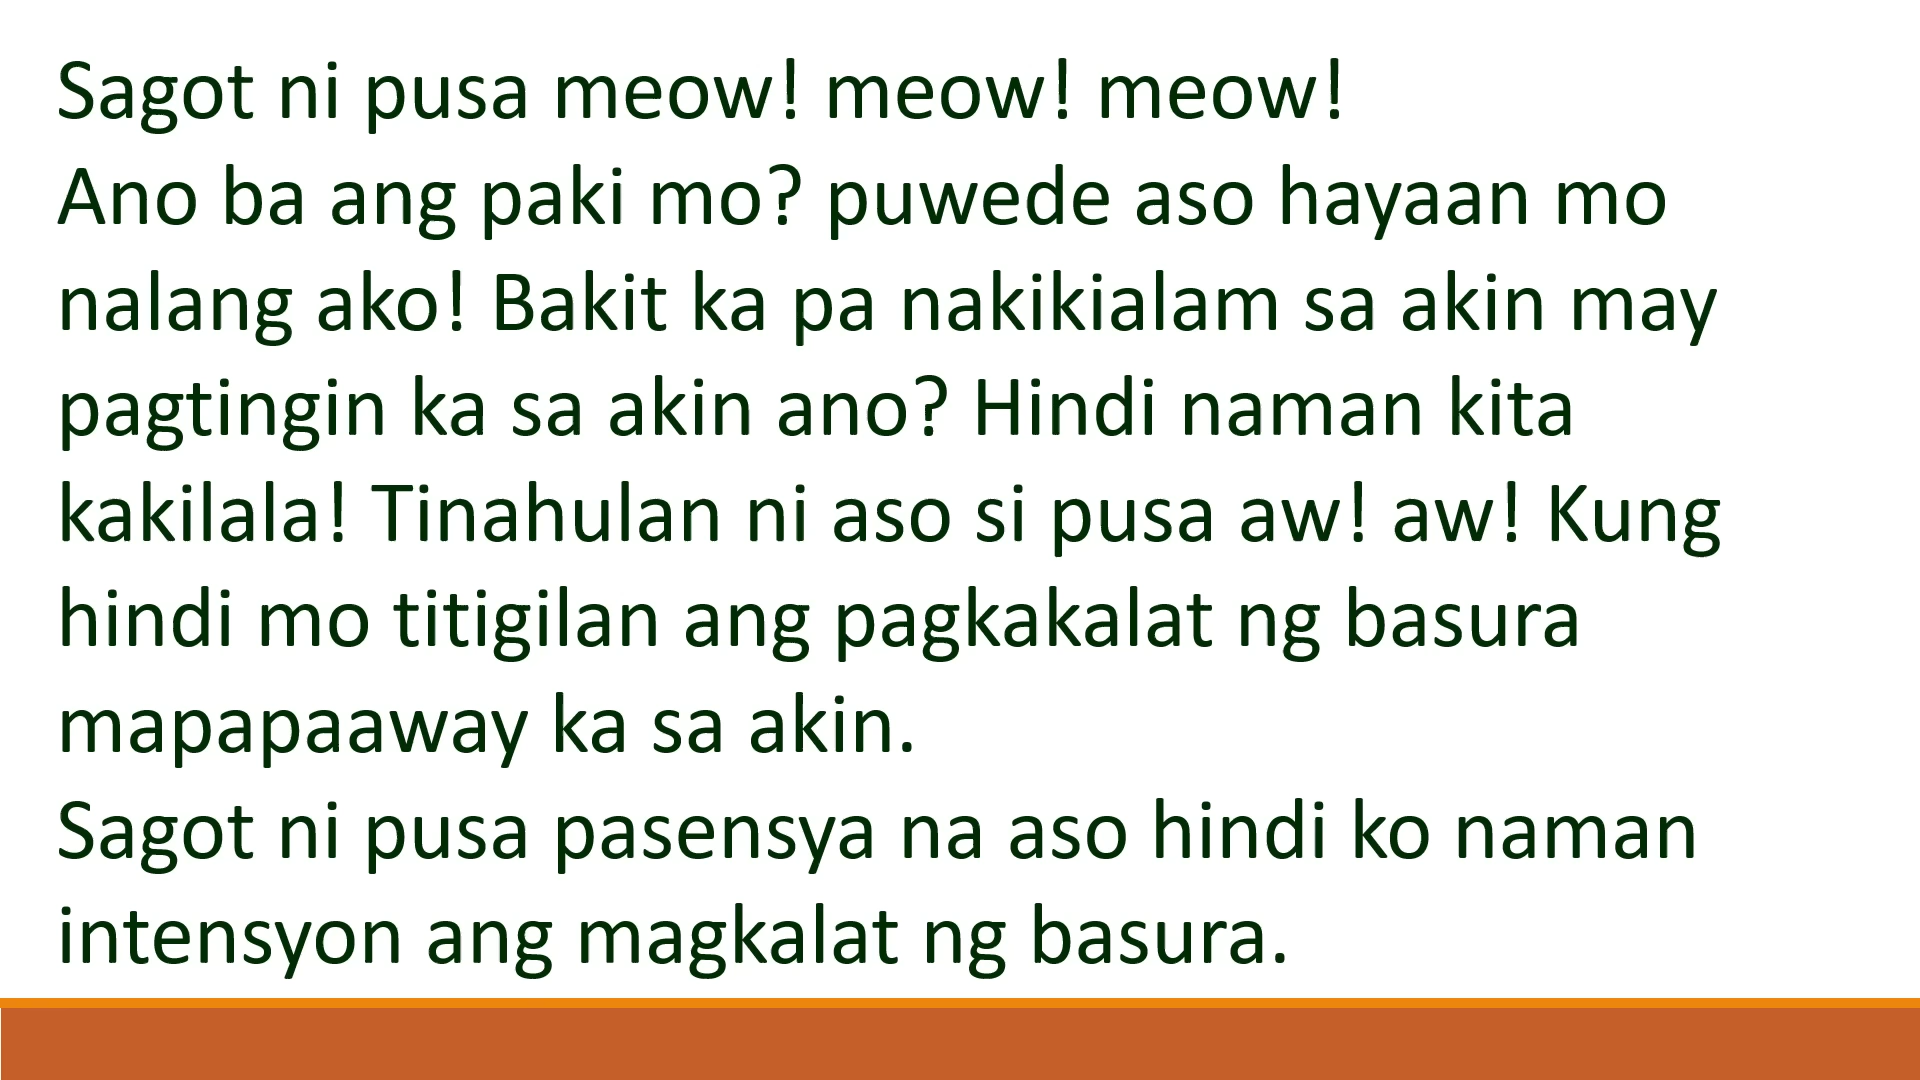 Sagot ni pusa meow! meow! meow!
Ano ba ang paki mo? puwede aso hayaan mo
nalang ako! Bakit ka pa nakikialam sa akin may
pagtingin ka sa akin ano? Hindi naman kita
kakilala! Tinahulan ni aso si pusa aw! aw! Kung
hindi mo titigilan ang pagkakalat ng basura
mapapaaway ka sa akin.
Sagot ni pusa pasensya na aso hindi ko naman
intensyon ang magkalat ng basura.